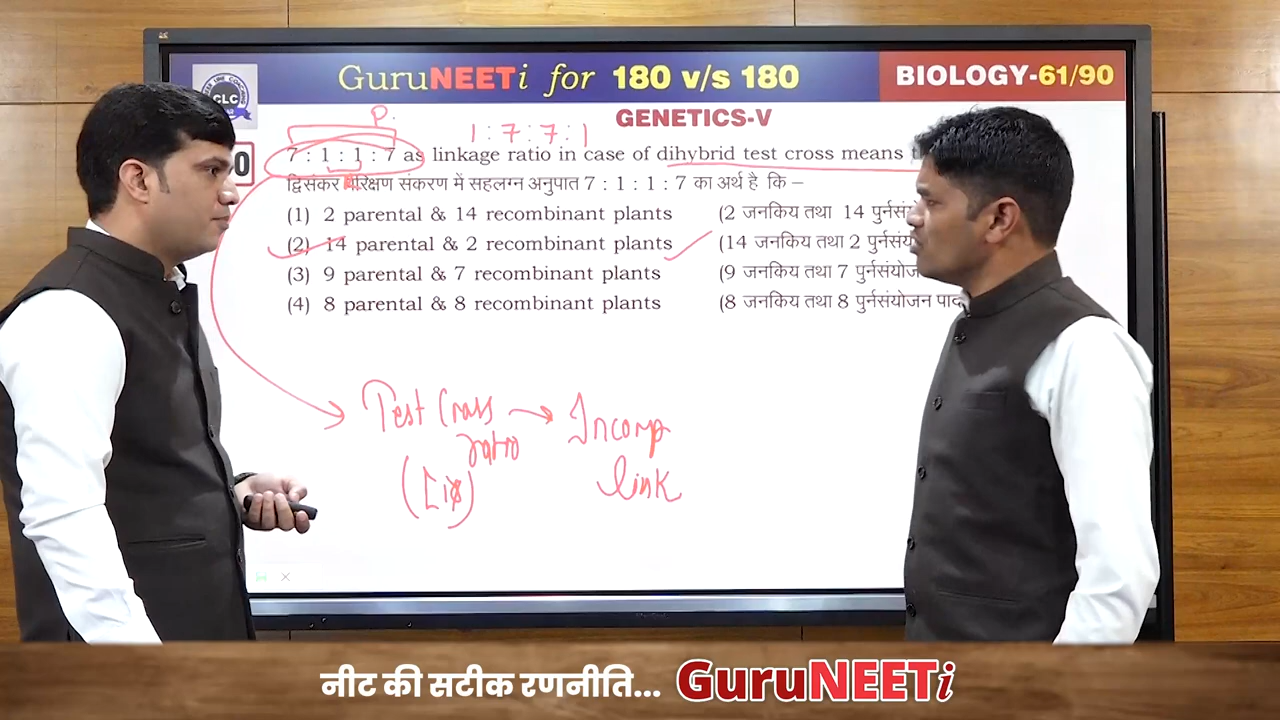 CLC
GuruNEETi for 180 v/s 180
BIOLOGY-61/90
GENETICS-V
P.
1 : 7 : 7 : 1
0
7 : 1 : 1 : 7 as linkage ratio in case of dihybrid test cross means
द्विसंकर परिक्षण संकरण में सहलग्न अनुपात 7 : 1 : 1 : 7 का अर्थ है कि –
(1) 2 parental & 14 recombinant plants (2 जनकिय तथा 14 पुर्नसंयो
(2) 14 parental & 2 recombinant plants (14 जनकिय तथा 2 पुर्नसंय
(3) 9 parental & 7 recombinant plants (9 जनकिय तथा 7 पुर्नसंयोज
(4) 8 parental & 8 recombinant plants (8 जनकिय तथा 8 पुर्नसंयोजन पाद
Test Cross → Incomp
ratio link
नीट की सटीक रणनीति... GuruNEETi